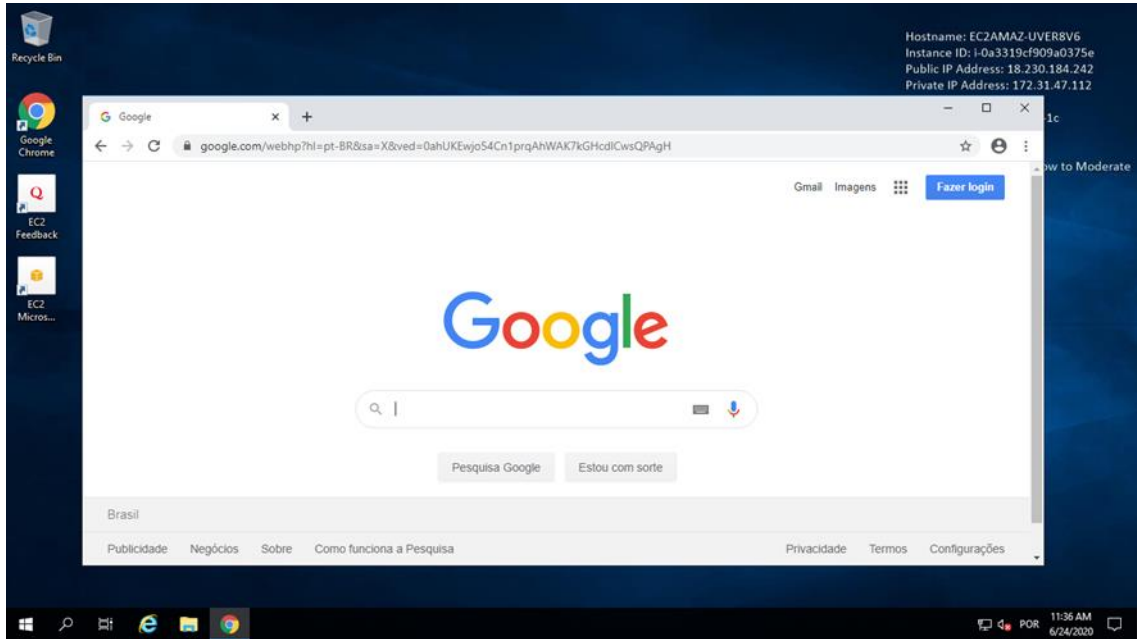 Recycle Bin
Google
Chrome
EC2
Feedback
EC2
Micros...
Hostname: EC2AMAZ-UVER8V6
Instance ID: i-0a3319cf909a0375e
Public IP Address: 18.230.184.242
Private IP Address: 172.31.47.112
-1c
ow to Moderate
Google
google.com/webhp?hl=pt-BR&sa=X&ved=0ahUKEwjo54Cn1prqAhWAK7kGHcdICwsQPAgH
Gmail Imagens Fazer login
Google
Pesquisa Google Estou com sorte
Brasil
Publicidade Negócios Sobre Como funciona a Pesquisa Privacidade Termos Configurações
POR 11:36 AM
6/24/2020